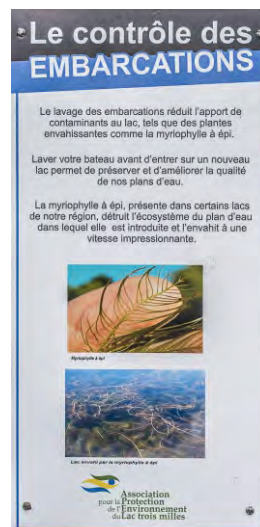 Le contrôle des
EMBARCATIONS
Le lavage des embarcations réduit l'apport de
contaminants au lac, tels que des plantes
envahissantes comme la myriophylle à épi.
Laver votre bateau avant d'entrer sur un nouveau
lac permet de préserver et d'améliorer la qualité
de nos plans d'eau.
La myriophylle à épi, présente dans certains lacs
de notre région, détruit l'écosystème du plan d'eau
dans lequel elle est introduite et l'envahit à une
vitesse impressionnante.
Myriophylle à épi
Lac envahi par la myriophylle à épi
Association
pour la Protection
de l'Environnement
du Lac trois milles